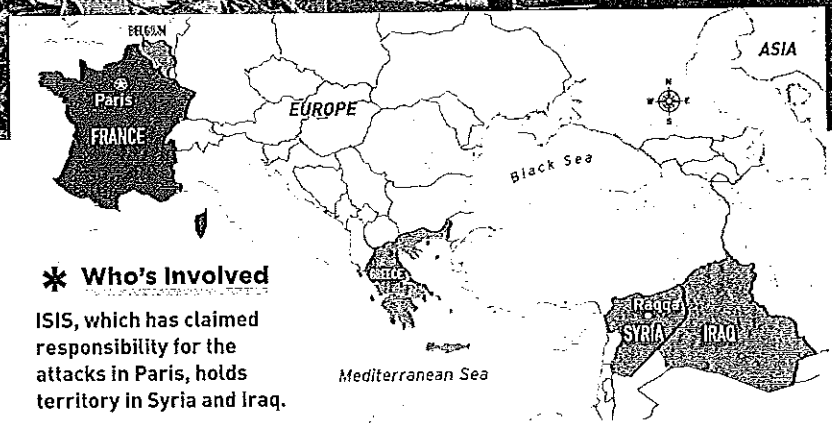 BELGIUM
ASIA
N
W E
S
Paris
EUROPE
FRANCE
Black Sea
GREECE
* Who's Involved
Raqqa
SYRIA IRAQ
ISIS, which has claimed
responsibility for the
attacks in Paris, holds
territory in Syria and Iraq.
Mediterranean Sea